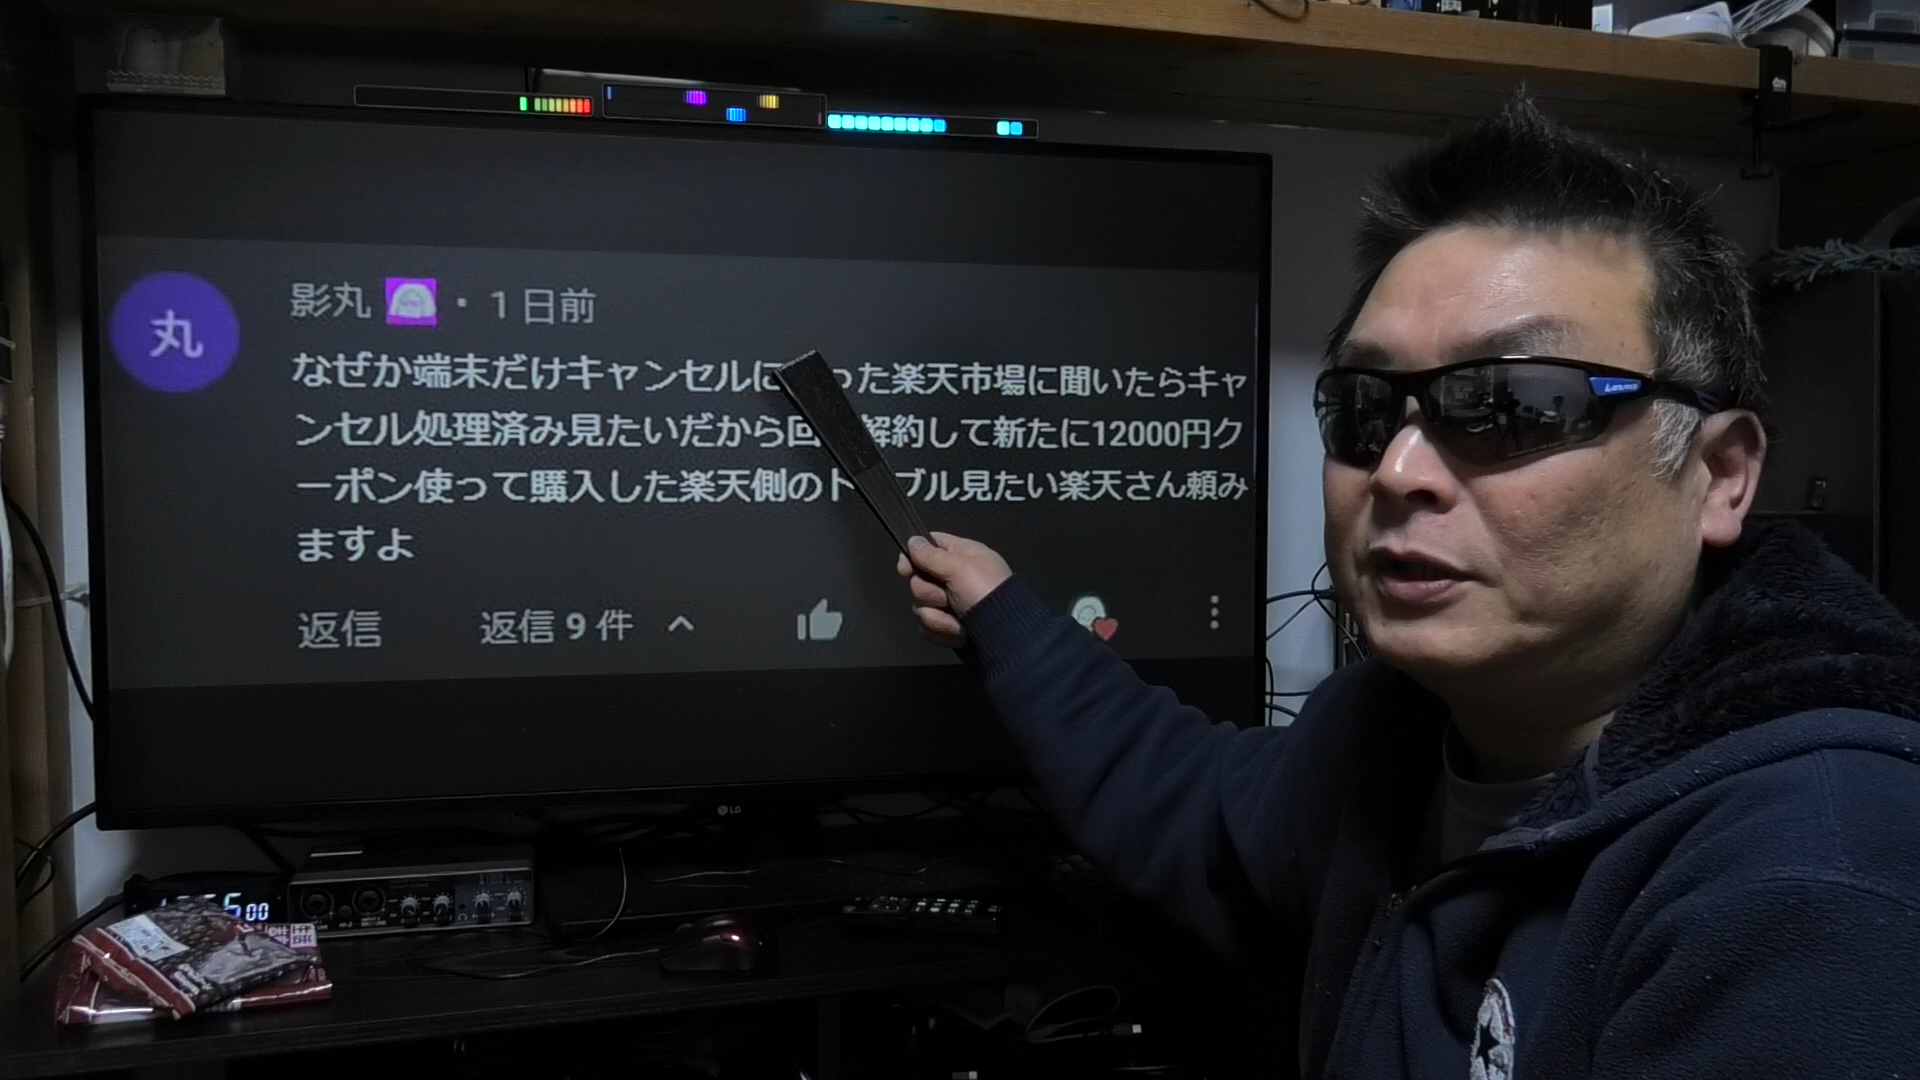 丸
影丸 ・ 1日前
なぜか端末だけキャンセルに った楽天市場に聞いたらキャ
ンセル処理済み見たいだから回 解約して新たに12000円ク
ーポン使って購入した楽天側のト ブル見たい楽天さん頼み
ますよ
返信 返信 9 件
LG
00